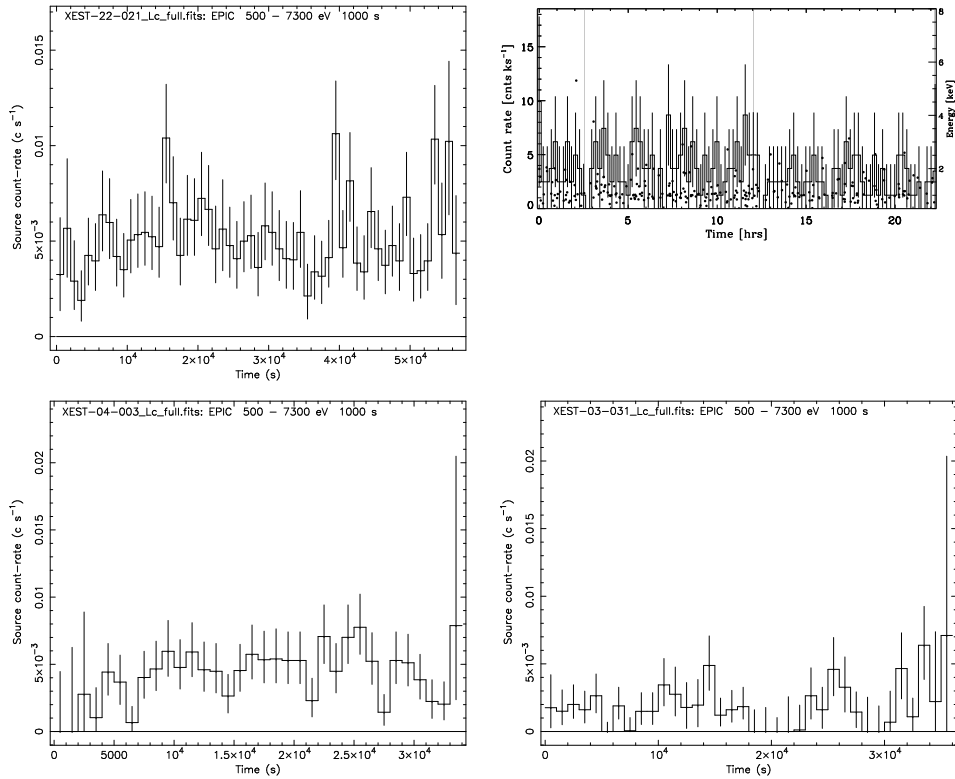 XEST-22-021_Lc_full.fits: EPIC 500 – 7300 eV 1000 s
Source count-rate (c s⁻¹)
0.015
0.01
5×10⁻³
0
0 10⁴ 2×10⁴ 3×10⁴ 4×10⁴ 5×10⁴
Time (s)
Count rate [cnts ks⁻¹]
15
10
5
0
8
6
4
2
Energy [keV]
0 5 10 15 20
Time [hrs]
XEST-04-003_Lc_full.fits: EPIC 500 – 7300 eV 1000 s
Source count-rate (c s⁻¹)
0.02
0.015
0.01
5×10⁻³
0
0 5000 10⁴ 1.5×10⁴ 2×10⁴ 2.5×10⁴ 3×10⁴
Time (s)
XEST-03-031_Lc_full.fits: EPIC 500 – 7300 eV 1000 s
Source count-rate (c s⁻¹)
0.02
0.015
0.01
5×10⁻³
0
0 10⁴ 2×10⁴ 3×10⁴
Time (s)